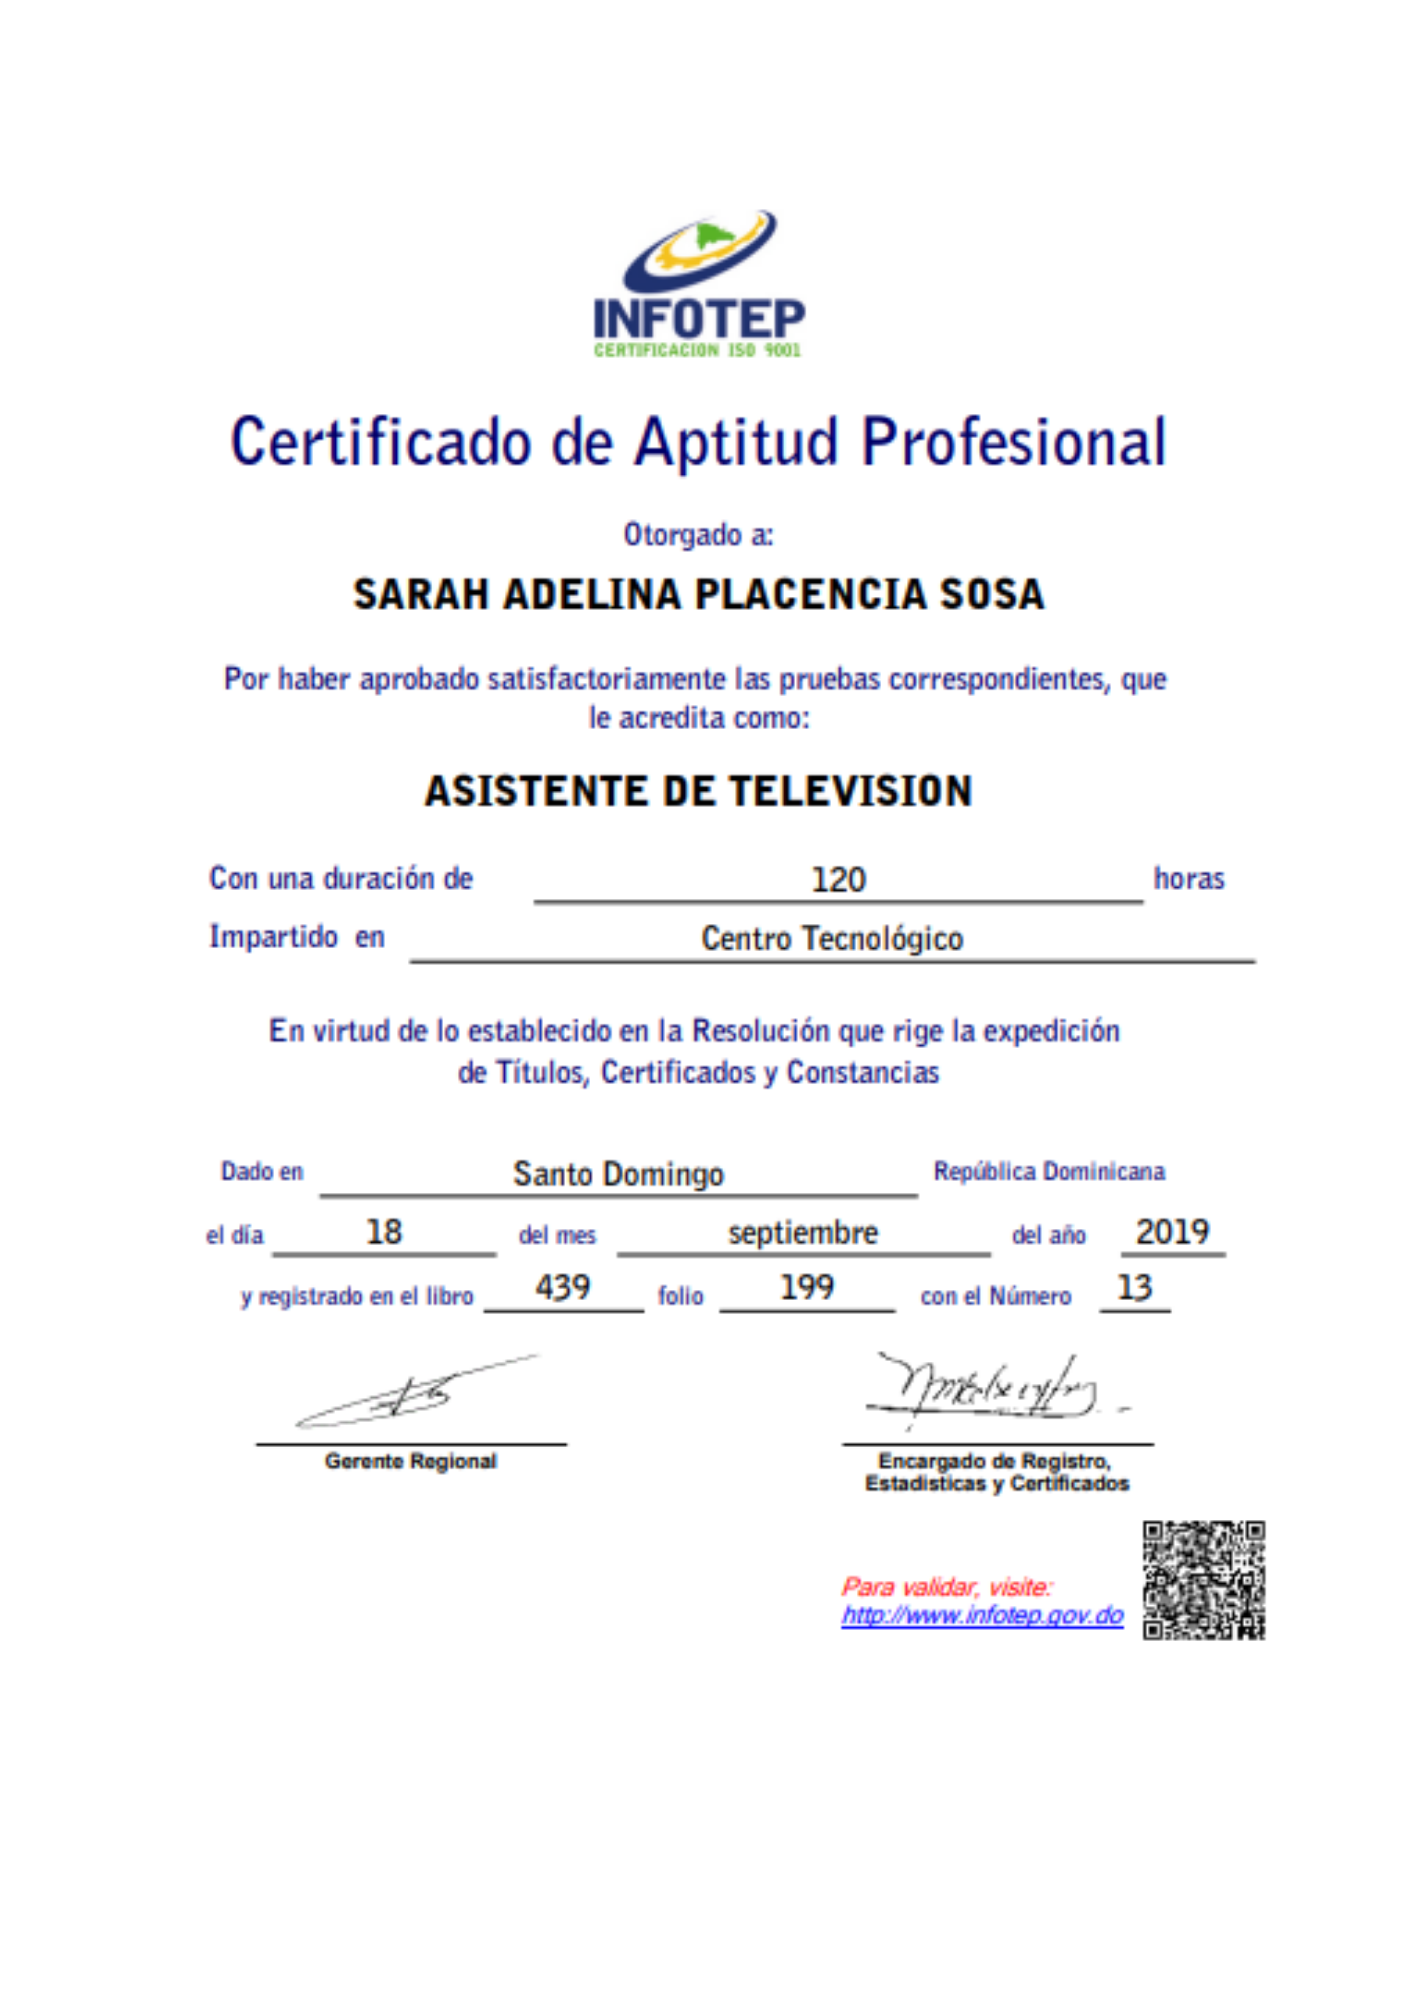 INFOTEP
CERTIFICACION ISO 9001
Certificado de Aptitud Profesional
Otorgado a:
SARAH ADELINA PLACENCIA SOSA
Por haber aprobado satisfactoriamente las pruebas correspondientes, que
le acredita como:
ASISTENTE DE TELEVISION
Con una duración de 120 horas
Impartido en Centro Tecnológico
En virtud de lo establecido en la Resolución que rige la expedición
de Títulos, Certificados y Constancias
Dado en Santo Domingo República Dominicana
el día 18 del mes septiembre del año 2019
y registrado en el libro 439 folio 199 con el Número 13
Gerente Regional
Encargado de Registro,
Estadisticas y Certificados
Para validar, visite:
http://www.infotep.gov.do